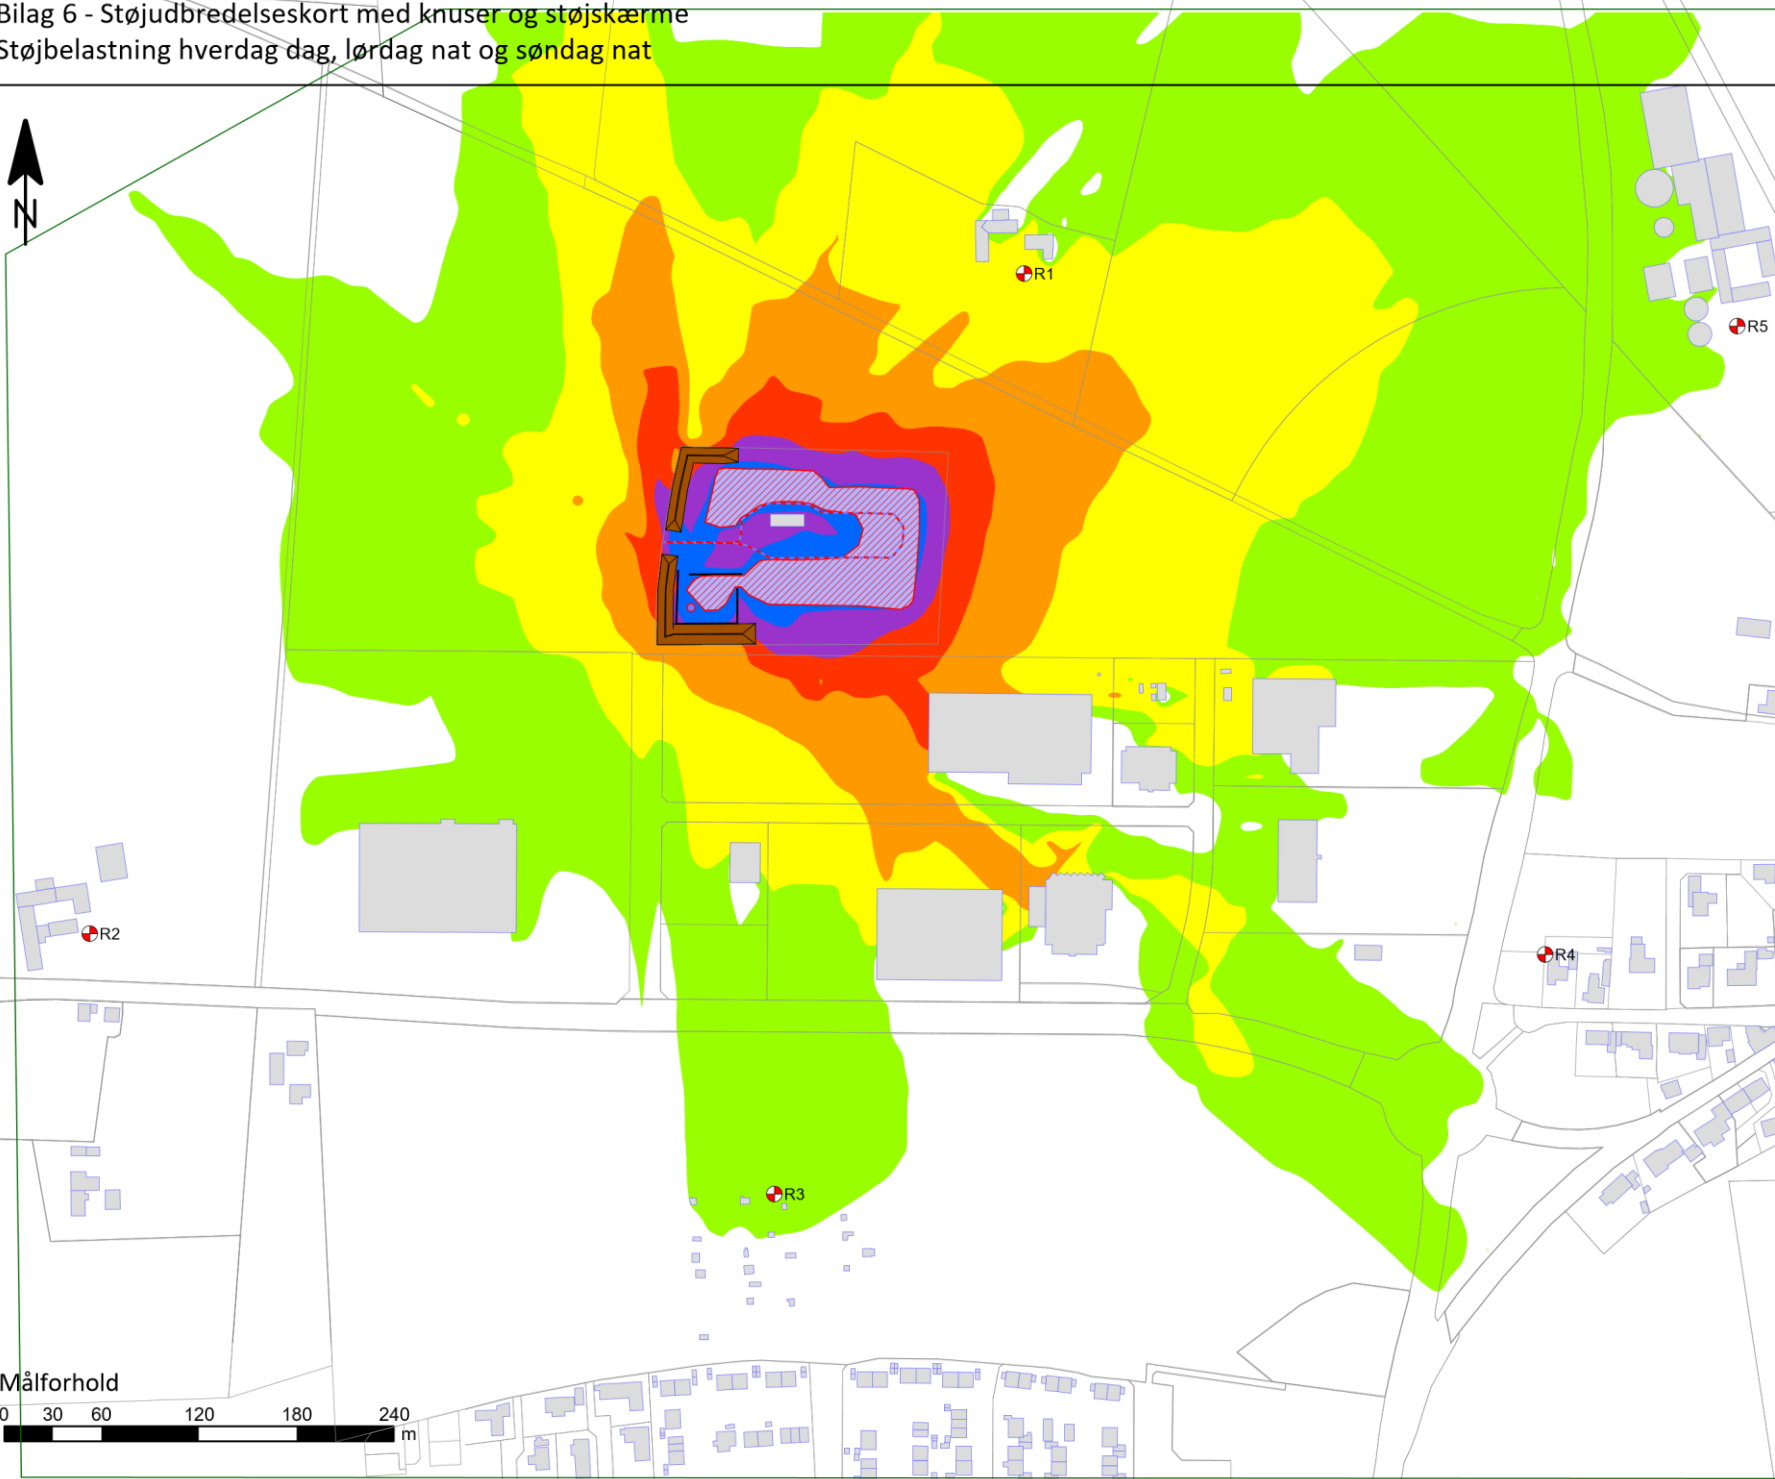 Bilag 6 - Støjudbredelseskort med knuser og støjskærme
Støjbelastning hverdag dag, lørdag nat og søndag nat
N
R1
R5
R2
R4
R3
Målforhold
0 30 60 120 180 240
m